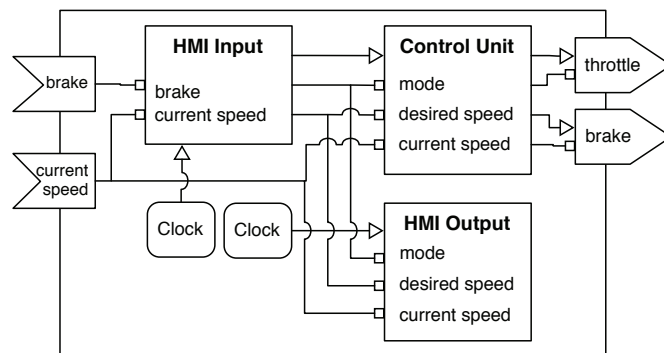 HMI Input
brake
current speed
Control Unit
mode
desired speed
current speed
throttle
brake
brake
current
speed
Clock
Clock
HMI Output
mode
desired speed
current speed